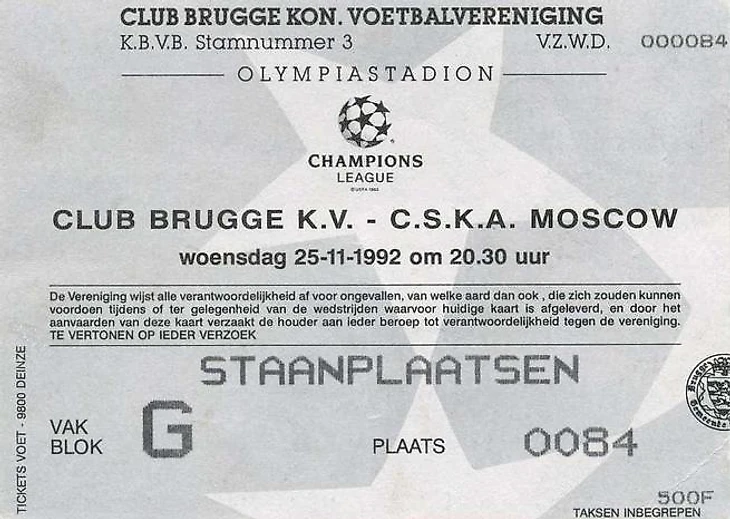 CLUB BRUGGE KON. VOETBALVERENIGING
K.B.V.B. Stamnummer 3 V.Z.W.D. 000084
OLYMPIASTADION
CHAMPIONS
LEAGUE
CLUB BRUGGE K.V. - C.S.K.A. MOSCOW
woensdag 25-11-1992 om 20.30 uur
De Vereniging wijst alle verantwoordelijkheid af voor ongevallen, van welke aard dan ook , die zich zouden kunnen
voordoen tijdens of ter gelegenheid van de wedstrijden waarvoor huidige kaart is afgeleverd, en door het
aanvaarden van deze kaart verzaakt de houder aan ieder beroep tot verantwoordelijkheid tegen de vereniging.
TE VERTONEN OP IEDER VERZOEK
STAANPLAATSEN
VAK
BLOK G PLAATS 0084
500F
TAKSEN INBEGREPEN
TICKETS VOET - 9800 DEINZE